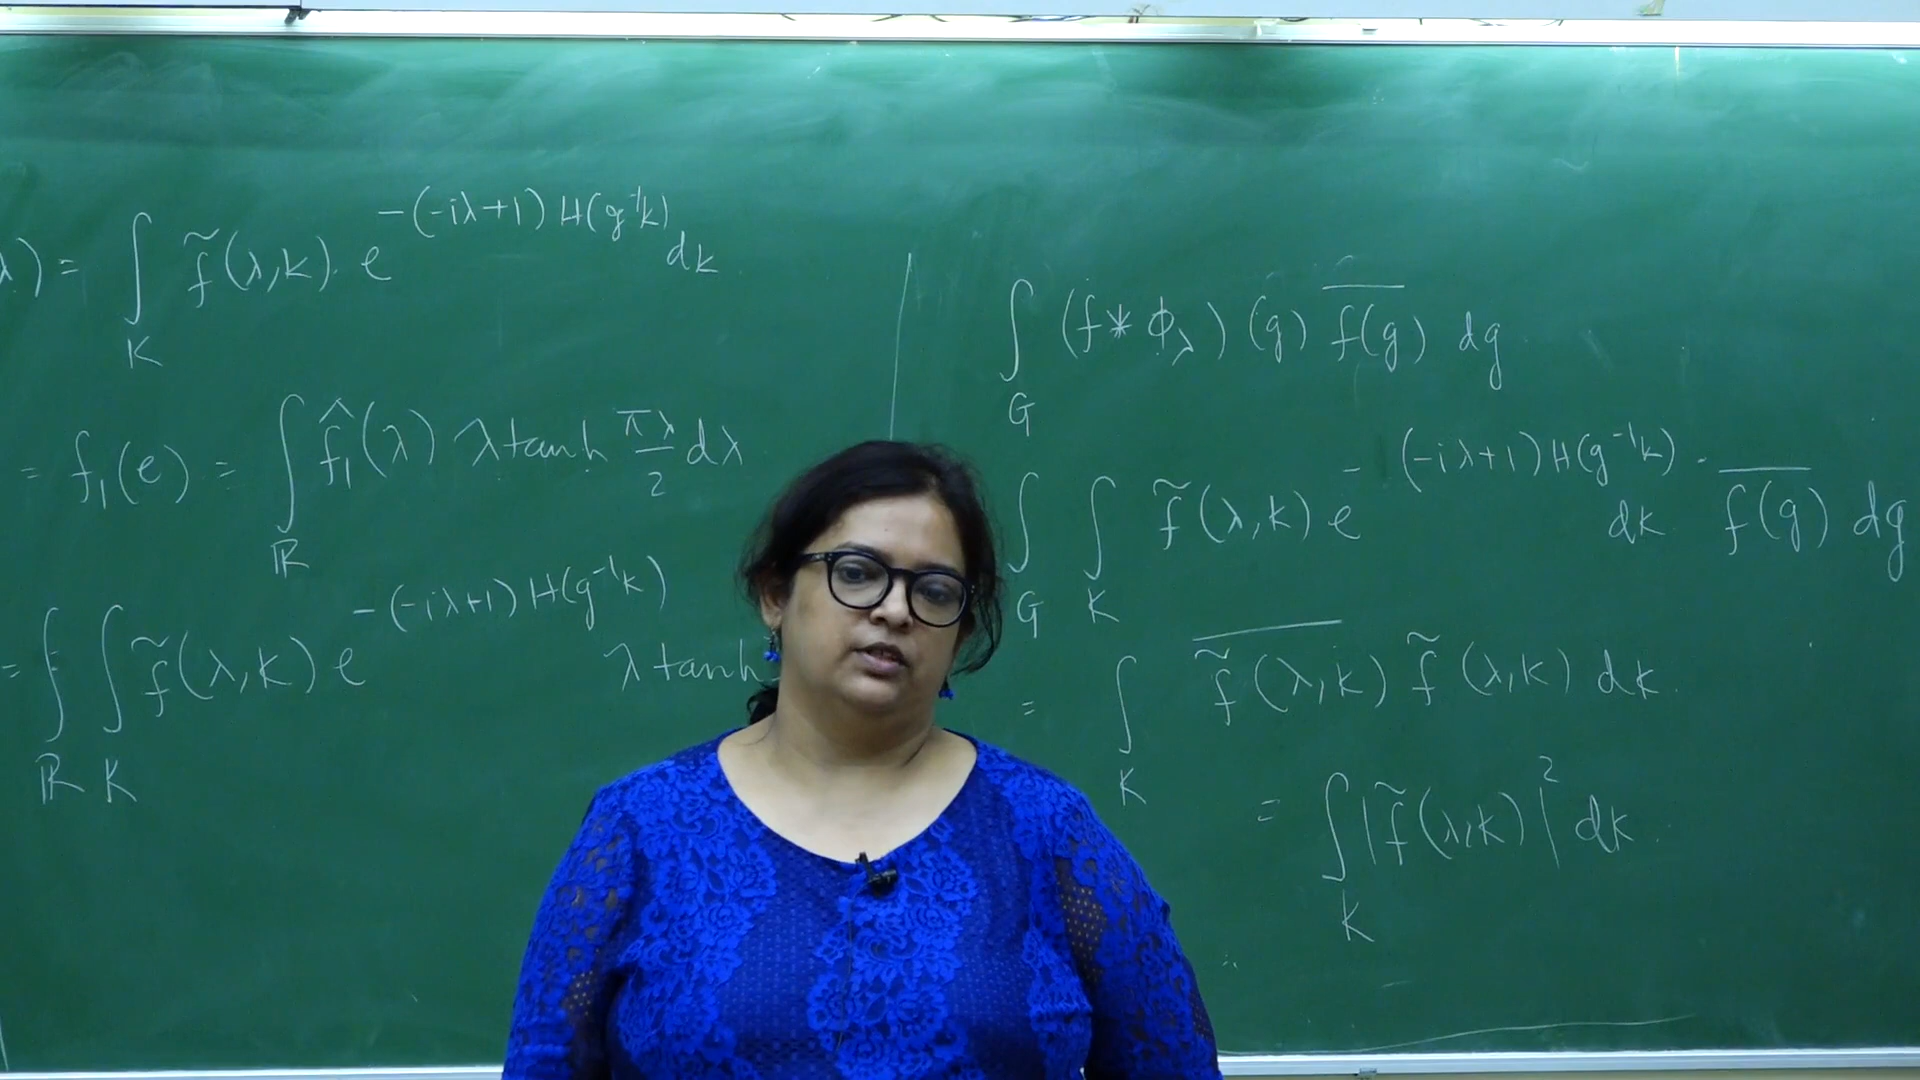 λ) = ∫_K f̃(λ,k) · e^{-(-iλ+1) H(g⁻¹k)} dk
= f₁(e) = ∫_ℝ f̂₁(λ) λ tanh πλ/2 dλ
= ∫_ℝ ∫_K f̃(λ,k) e^{-(-iλ+1) H(g⁻¹k)} λ tanh
∫_G (f * ϕ_λ)(g) \overline{f(g)} dg
∫_G ∫_K f̃(λ,k) e^{-(-iλ+1) H(g⁻¹k)} dk · \overline{f(g)} dg
= ∫_K \overline{f̃(λ,k)} f̃(λ,k) dk
= ∫_K |f̃(λ,k)|² dk